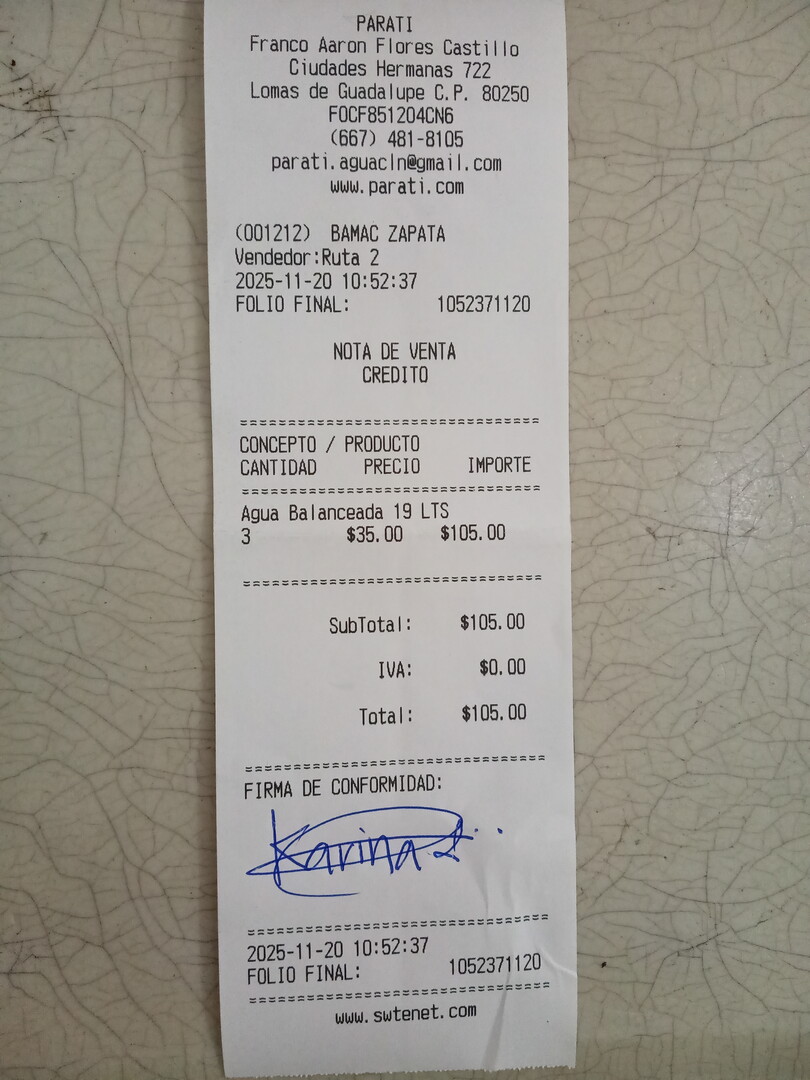 PARATI
Franco Aaron Flores Castillo
Ciudades Hermanas 722
Lomas de Guadalupe C.P. 80250
FOCF851204CN6
(667) 481-8105
parati.aguacln@gmail.com
www.parati.com
(001212) BAMAC ZAPATA
Vendedor:Ruta 2
2025-11-20 10:52:37
FOLIO FINAL: 1052371120
NOTA DE VENTA
CREDITO
===============================
CONCEPTO / PRODUCTO
CANTIDAD PRECIO IMPORTE
===============================
Agua Balanceada 19 LTS
3 $35.00 $105.00
===============================
SubTotal: $105.00
IVA: $0.00
Total: $105.00
===============================
FIRMA DE CONFORMIDAD:
Karina
===============================
2025-11-20 10:52:37
FOLIO FINAL: 1052371120
===============================
www.swtenet.com